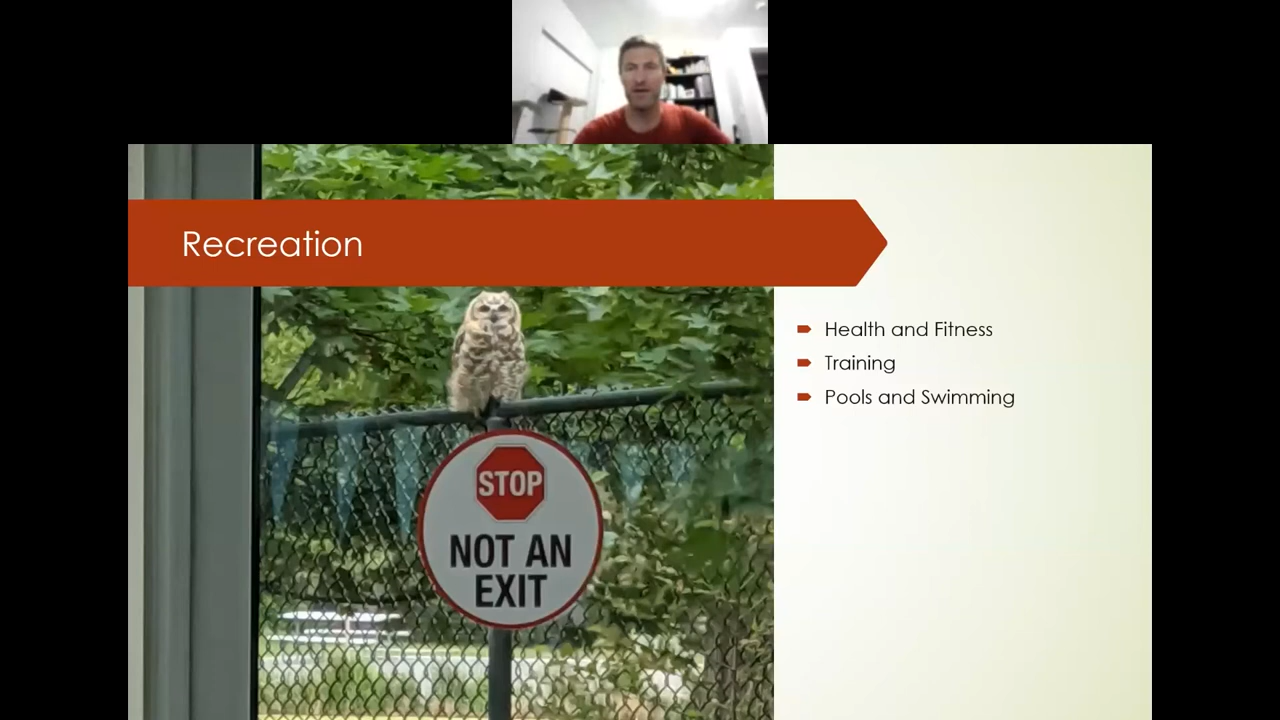 Recreation
Health and Fitness
Training
Pools and Swimming
STOP
NOT AN
EXIT